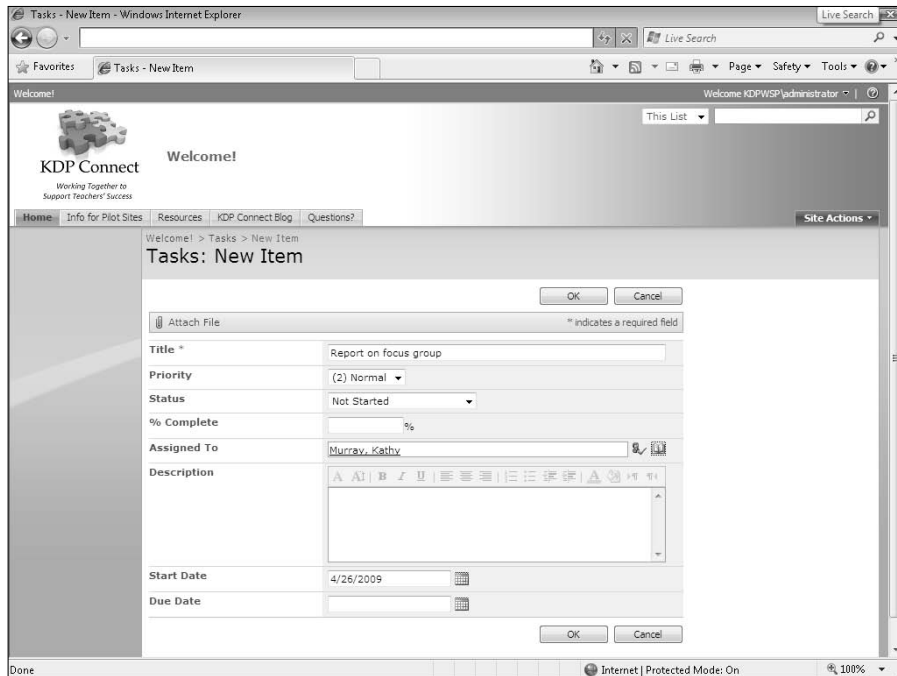 Tasks - New Item - Windows Internet Explorer
Live Search
Live Search
Favorites
Tasks - New Item
Page
Safety
Tools
Welcome!
Welcome KDPWSP\administrator
This List
KDP Connect
Working Together to
Support Teachers' Success
Welcome!
Home Info for Pilot Sites Resources KDP Connect Blog Questions?
Site Actions
Welcome! > Tasks > New Item
Tasks: New Item
OK Cancel
Attach File
* indicates a required field
Title * Report on focus group
Priority (2) Normal
Status Not Started
% Complete %
Assigned To Murray, Kathy
Description
A A B I U A
Start Date 4/26/2009
Due Date
OK Cancel
Done
Internet | Protected Mode: On
100%